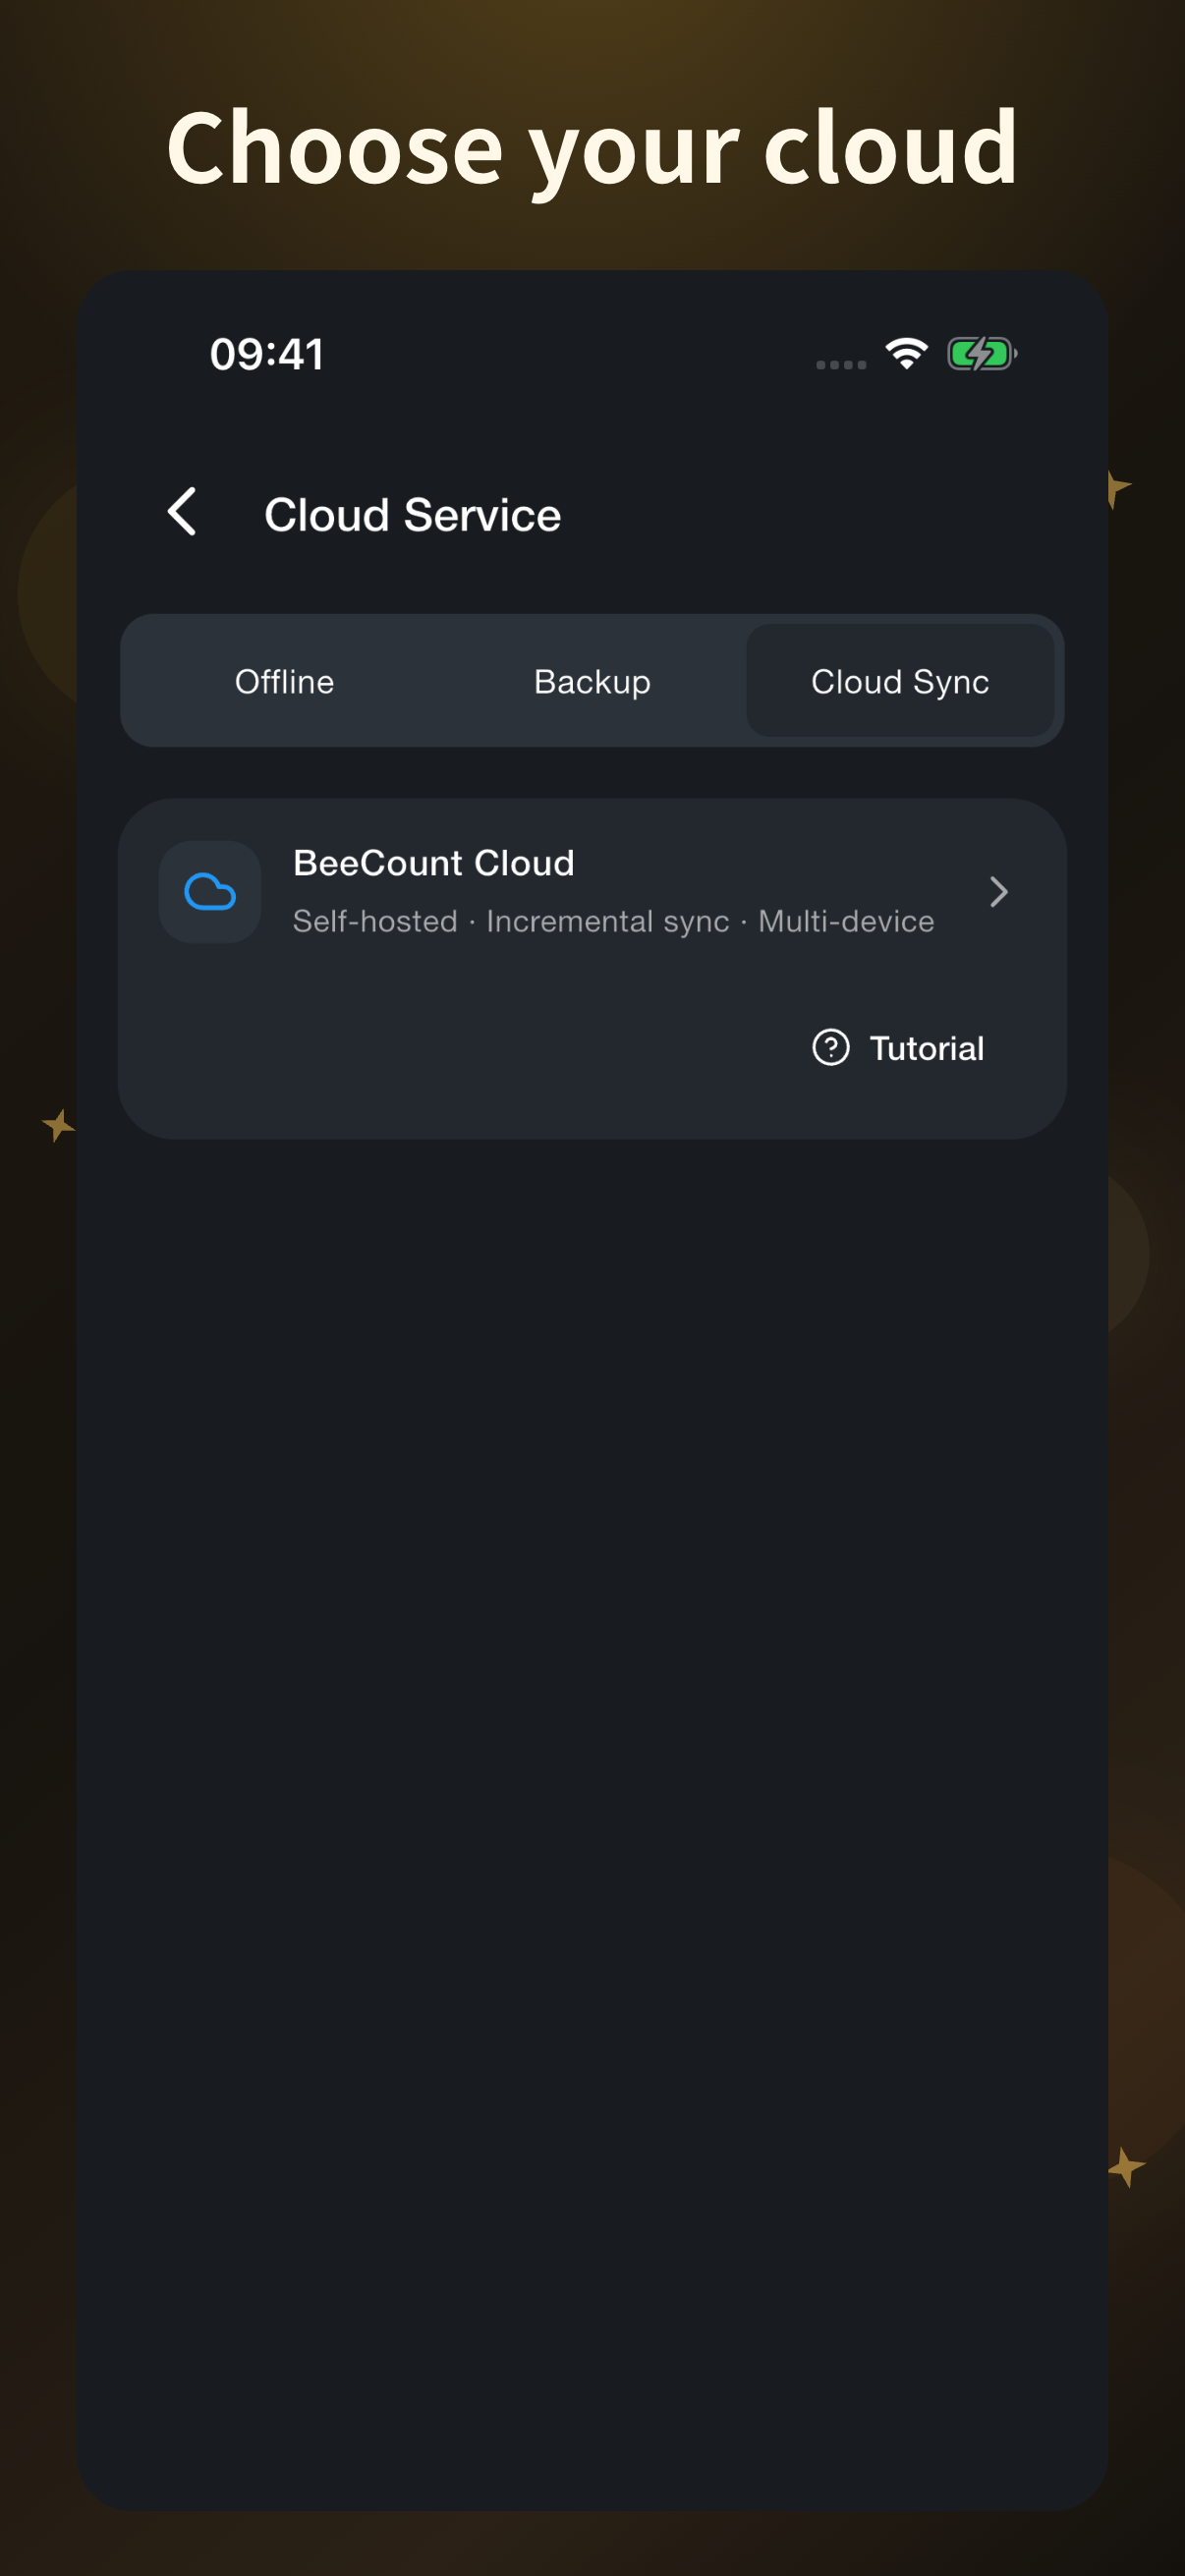 Choose your cloud
09:41
Cloud Service
Offline Backup Cloud Sync
BeeCount Cloud
Self-hosted · Incremental sync · Multi-device
Tutorial